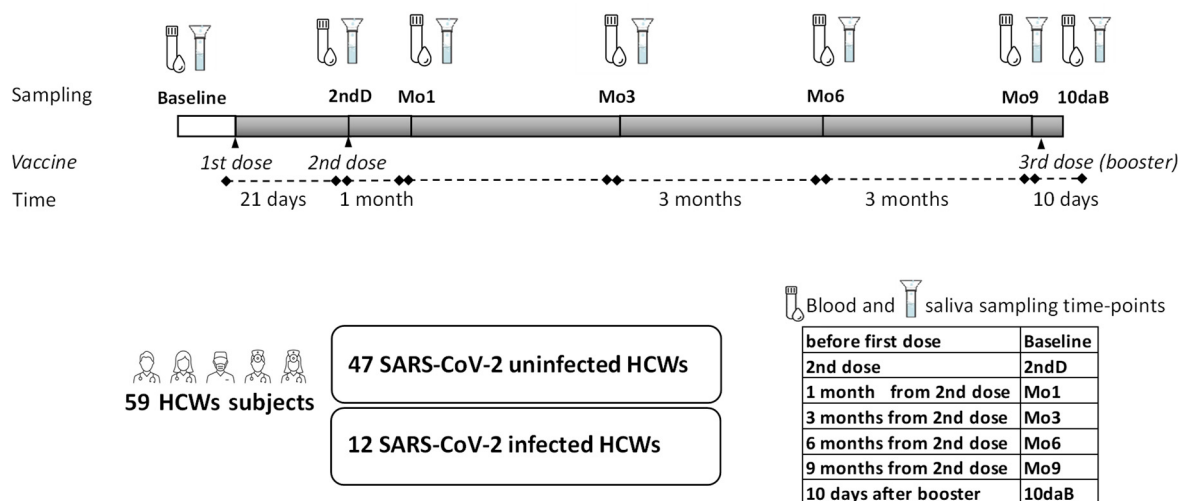 Sampling
Baseline 2ndD Mo1 Mo3 Mo6 Mo9 10daB
Vaccine 1st dose 2nd dose 3rd dose (booster)
Time 21 days 1 month 3 months 3 months 10 days
59 HCWs subjects
47 SARS-CoV-2 uninfected HCWs
12 SARS-CoV-2 infected HCWs
Blood and saliva sampling time-points
before first dose Baseline
2nd dose 2ndD
1 month from 2nd dose Mo1
3 months from 2nd dose Mo3
6 months from 2nd dose Mo6
9 months from 2nd dose Mo9
10 days after booster 10daB